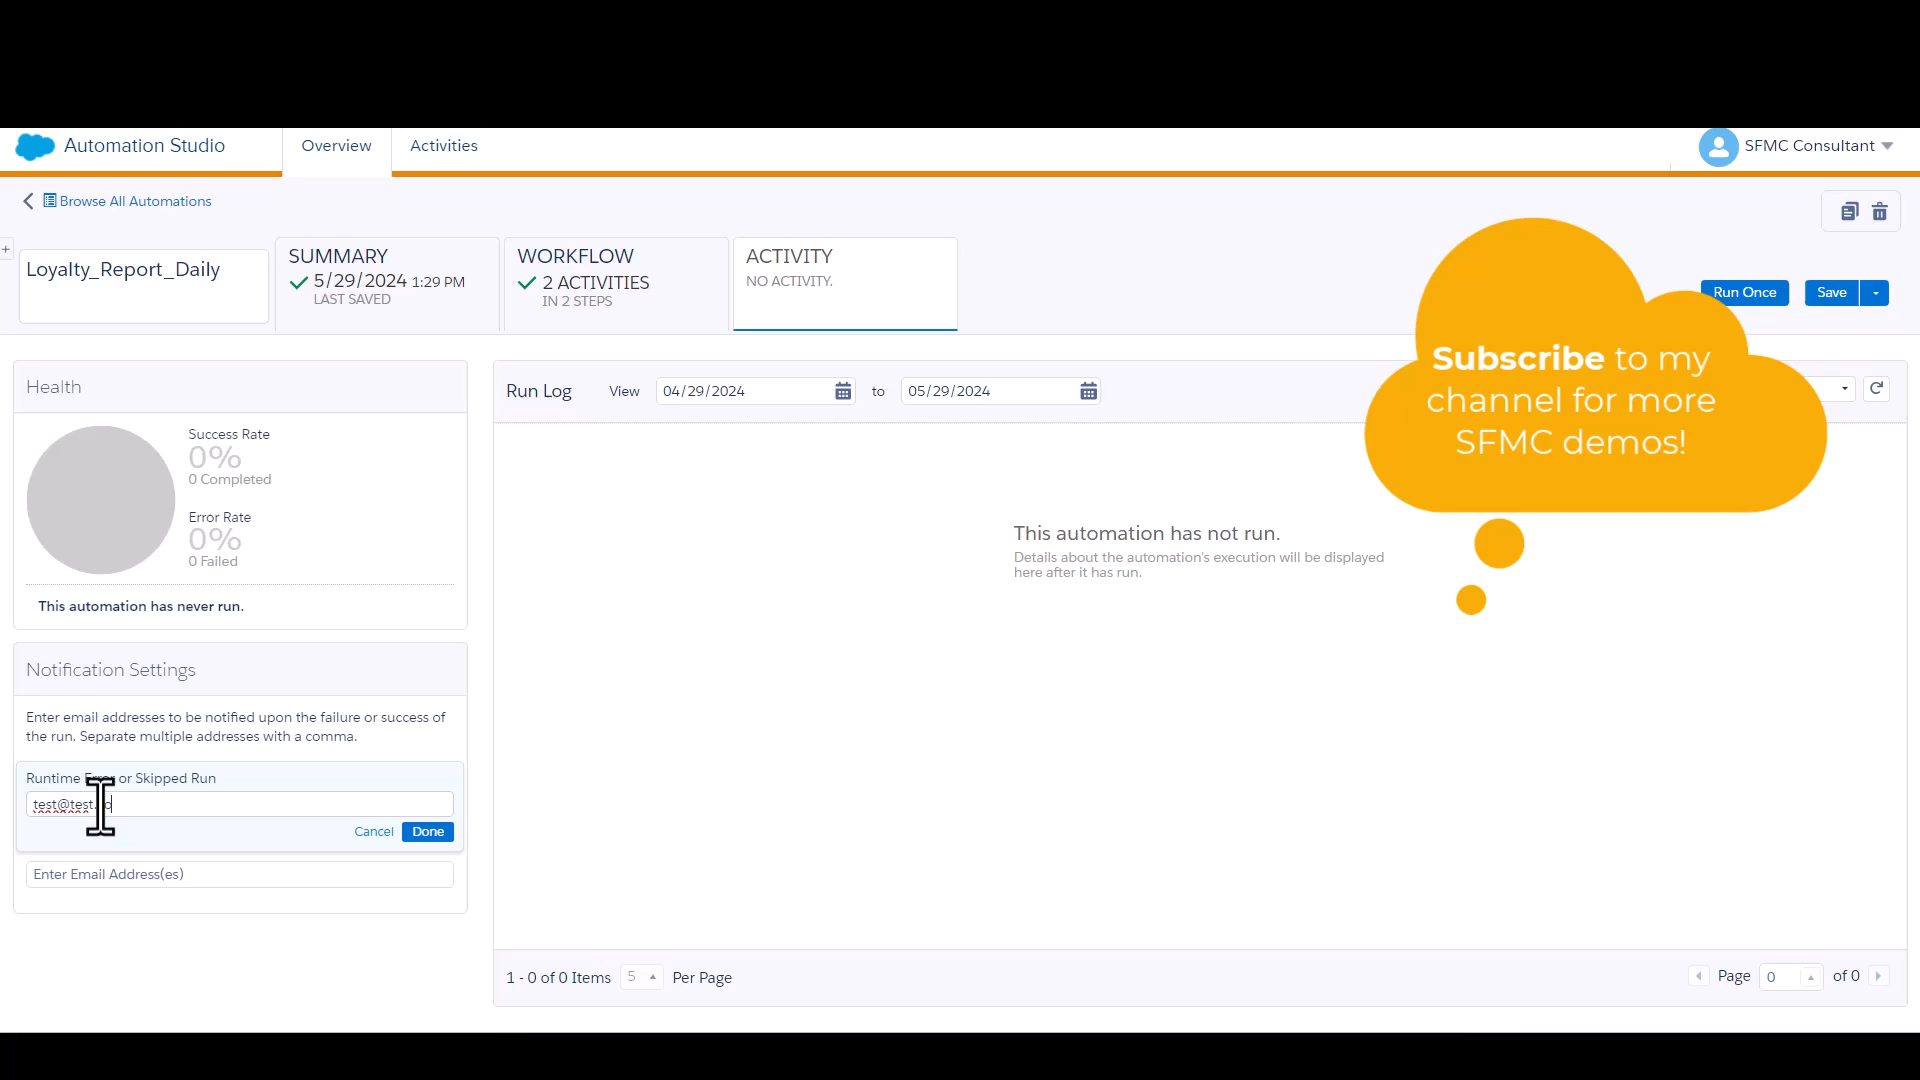 Automation Studio
Overview
Activities
SFMC Consultant
Browse All Automations
Loyalty_Report_Daily
SUMMARY
5/29/2024 1:29 PM
LAST SAVED
WORKFLOW
2 ACTIVITIES
IN 2 STEPS
ACTIVITY
NO ACTIVITY.
Run Once
Save
Subscribe to my
channel for more
SFMC demos!
Health
Success Rate
0%
0 Completed
Error Rate
0%
0 Failed
This automation has never run.
Run Log
View
04/29/2024
to
05/29/2024
This automation has not run.
Details about the automation's execution will be displayed
here after it has run.
Notification Settings
Enter email addresses to be notified upon the failure or success of
the run. Separate multiple addresses with a comma.
Runtime Error or Skipped Run
Cancel
Done
Enter Email Address(es)
1 - 0 of 0 Items
5
Per Page
Page
0
of 0